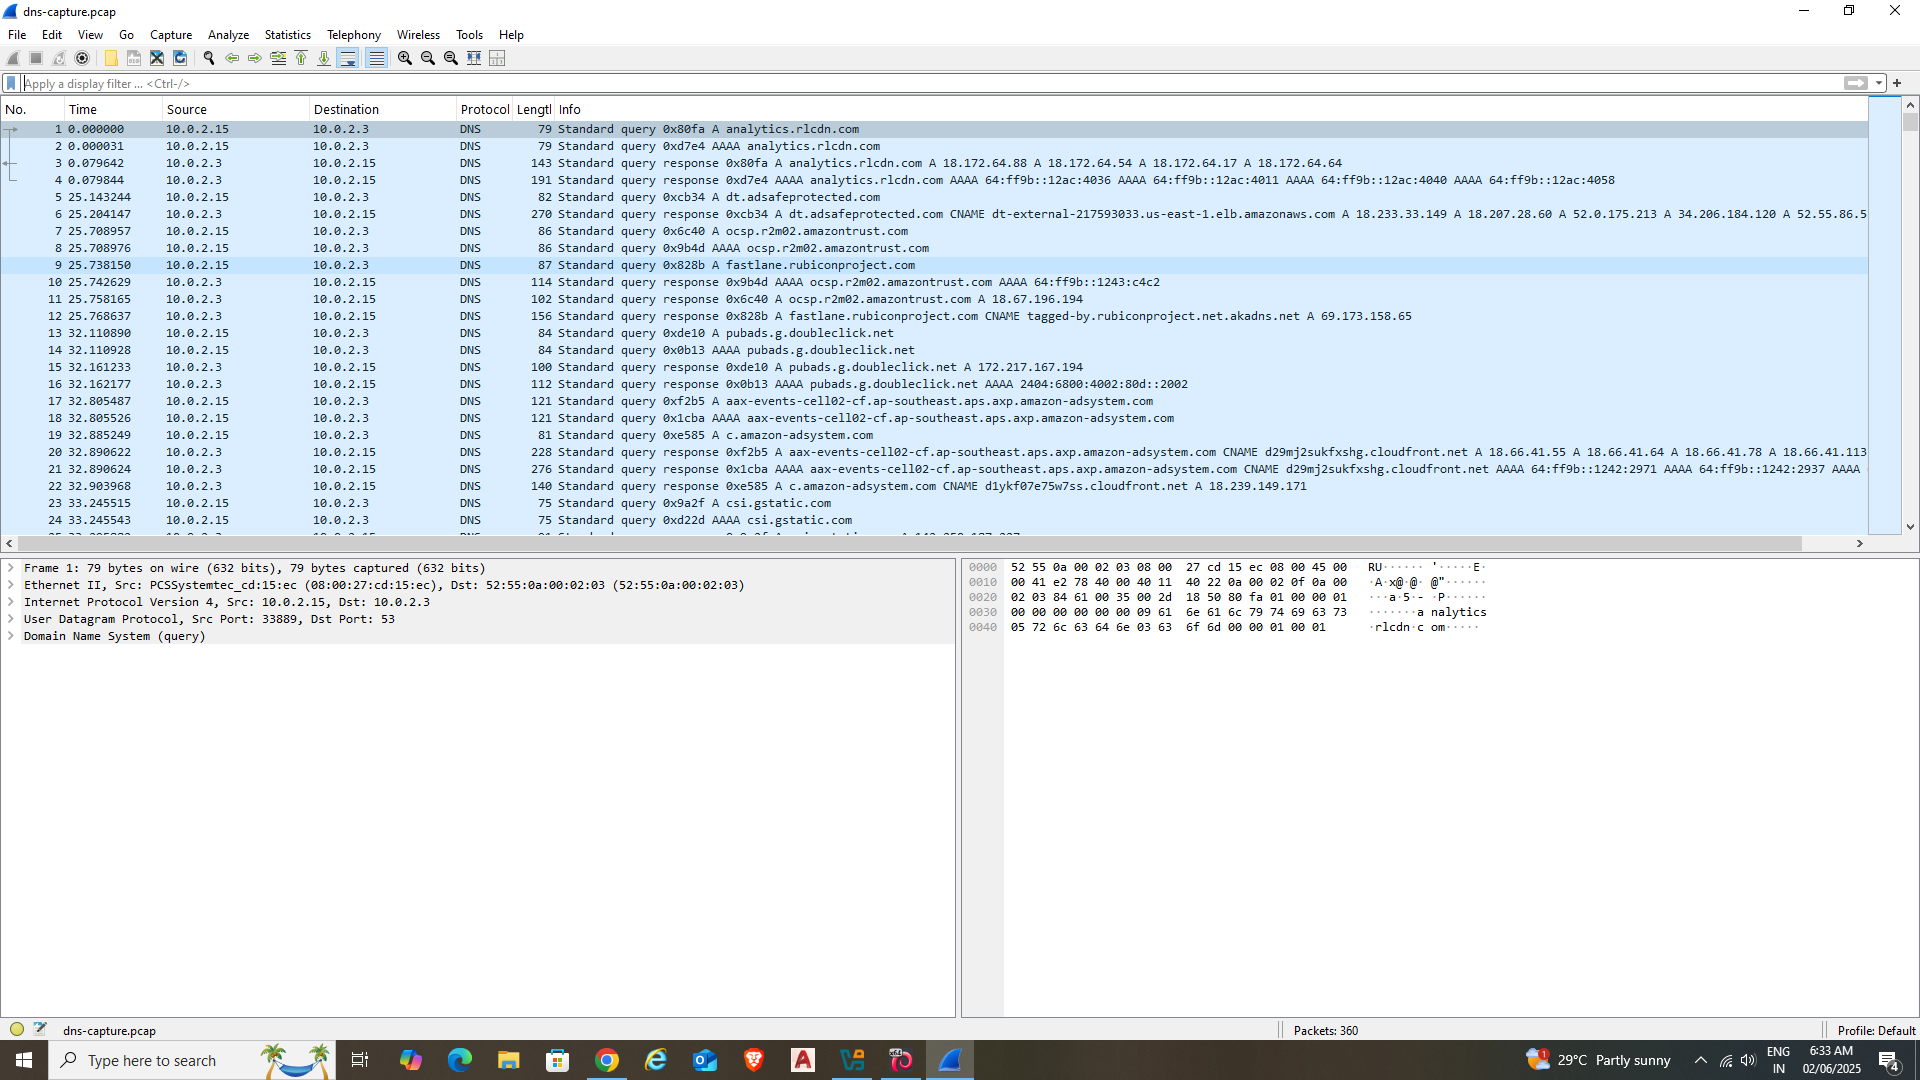 dns-capture.pcap
File Edit View Go Capture Analyze Statistics Telephony Wireless Tools Help
Apply a display filter ... <Ctrl-/>
No. Time Source Destination Protocol Lengtl Info
1 0.000000 10.0.2.15 10.0.2.3 DNS 79 Standard query 0x80fa A analytics.rlcdn.com
2 0.000031 10.0.2.15 10.0.2.3 DNS 79 Standard query 0xd7e4 AAAA analytics.rlcdn.com
3 0.079642 10.0.2.3 10.0.2.15 DNS 143 Standard query response 0x80fa A analytics.rlcdn.com A 18.172.64.88 A 18.172.64.54 A 18.172.64.17 A 18.172.64.64
4 0.079844 10.0.2.3 10.0.2.15 DNS 191 Standard query response 0xd7e4 AAAA analytics.rlcdn.com AAAA 64:ff9b::12ac:4036 AAAA 64:ff9b::12ac:4011 AAAA 64:ff9b::12ac:4040 AAAA 64:ff9b::12ac:4058
5 25.143244 10.0.2.15 10.0.2.3 DNS 82 Standard query 0xcb34 A dt.adsafeprotected.com
6 25.204147 10.0.2.3 10.0.2.15 DNS 270 Standard query response 0xcb34 A dt.adsafeprotected.com CNAME dt-external-217593033.us-east-1.elb.amazonaws.com A 18.233.33.149 A 18.207.28.60 A 52.0.175.213 A 34.206.184.120 A 52.55.86.5
7 25.708957 10.0.2.15 10.0.2.3 DNS 86 Standard query 0x6c40 A ocsp.r2m02.amazontrust.com
8 25.708976 10.0.2.15 10.0.2.3 DNS 86 Standard query 0x9b4d AAAA ocsp.r2m02.amazontrust.com
9 25.738150 10.0.2.15 10.0.2.3 DNS 87 Standard query 0x828b A fastlane.rubiconproject.com
10 25.742629 10.0.2.3 10.0.2.15 DNS 114 Standard query response 0x9b4d AAAA ocsp.r2m02.amazontrust.com AAAA 64:ff9b::1243:c4c2
11 25.758165 10.0.2.3 10.0.2.15 DNS 102 Standard query response 0x6c40 A ocsp.r2m02.amazontrust.com A 18.67.196.194
12 25.768637 10.0.2.3 10.0.2.15 DNS 156 Standard query response 0x828b A fastlane.rubiconproject.com CNAME tagged-by.rubiconproject.net.akadns.net A 69.173.158.65
13 32.110890 10.0.2.15 10.0.2.3 DNS 84 Standard query 0xde10 A pubads.g.doubleclick.net
14 32.110928 10.0.2.15 10.0.2.3 DNS 84 Standard query 0x0b13 AAAA pubads.g.doubleclick.net
15 32.161233 10.0.2.3 10.0.2.15 DNS 100 Standard query response 0xde10 A pubads.g.doubleclick.net A 172.217.167.194
16 32.162177 10.0.2.3 10.0.2.15 DNS 112 Standard query response 0x0b13 AAAA pubads.g.doubleclick.net AAAA 2404:6800:4002:80d::2002
17 32.805487 10.0.2.15 10.0.2.3 DNS 121 Standard query 0xf2b5 A aax-events-cell02-cf.ap-southeast.aps.axp.amazon-adsystem.com
18 32.805526 10.0.2.15 10.0.2.3 DNS 121 Standard query 0x1cba AAAA aax-events-cell02-cf.ap-southeast.aps.axp.amazon-adsystem.com
19 32.885249 10.0.2.15 10.0.2.3 DNS 81 Standard query 0xe585 A c.amazon-adsystem.com
20 32.890622 10.0.2.3 10.0.2.15 DNS 228 Standard query response 0xf2b5 A aax-events-cell02-cf.ap-southeast.aps.axp.amazon-adsystem.com CNAME d29mj2sukfxshg.cloudfront.net A 18.66.41.55 A 18.66.41.64 A 18.66.41.78 A 18.66.41.113
21 32.890624 10.0.2.3 10.0.2.15 DNS 276 Standard query response 0x1cba AAAA aax-events-cell02-cf.ap-southeast.aps.axp.amazon-adsystem.com CNAME d29mj2sukfxshg.cloudfront.net AAAA 64:ff9b::1242:2971 AAAA 64:ff9b::1242:2937 AAAA
22 32.903968 10.0.2.3 10.0.2.15 DNS 140 Standard query response 0xe585 A c.amazon-adsystem.com CNAME d1ykf07e75w7ss.cloudfront.net A 18.239.149.171
23 33.245515 10.0.2.15 10.0.2.3 DNS 75 Standard query 0x9a2f A csi.gstatic.com
24 33.245543 10.0.2.15 10.0.2.3 DNS 75 Standard query 0xd22d AAAA csi.gstatic.com
Frame 1: 79 bytes on wire (632 bits), 79 bytes captured (632 bits)
Ethernet II, Src: PCSSystemtec_cd:15:ec (08:00:27:cd:15:ec), Dst: 52:55:0a:00:02:03 (52:55:0a:00:02:03)
Internet Protocol Version 4, Src: 10.0.2.15, Dst: 10.0.2.3
User Datagram Protocol, Src Port: 33889, Dst Port: 53
Domain Name System (query)
0000 52 55 0a 00 02 03 08 00 27 cd 15 ec 08 00 45 00 RU······ '·····E·
0010 00 41 e2 78 40 00 40 11 40 22 0a 00 02 0f 0a 00 ·A·x@·@· @"······
0020 02 03 84 61 00 35 00 2d 18 50 80 fa 01 00 00 01 ···a·5·- ·P······
0030 00 00 00 00 00 00 09 61 6e 61 6c 79 74 69 63 73 ·······a nalytics
0040 05 72 6c 63 64 6e 03 63 6f 6d 00 00 01 00 01 ·rlcdn·c om·····
dns-capture.pcap
Packets: 360
Profile: Default
Type here to search
29°C Partly sunny
ENG
IN
6:33 AM
02/06/2025
4